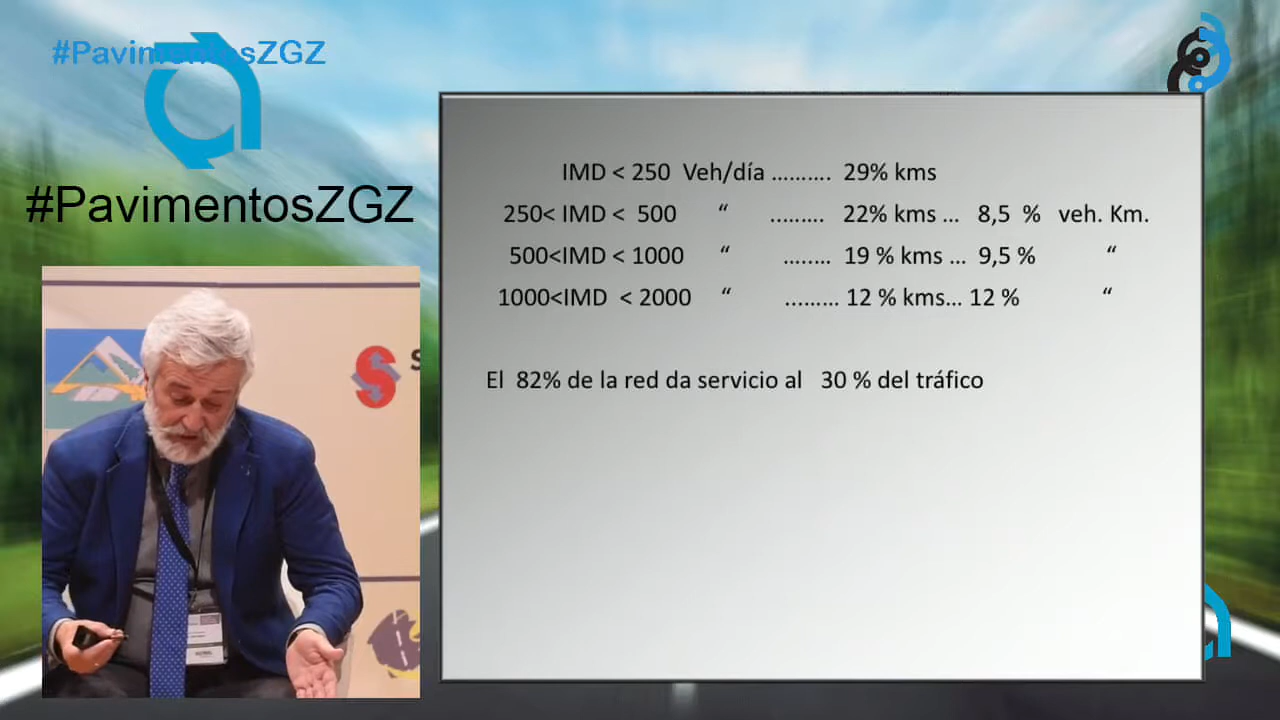 #PavimentosZGZ
#PavimentosZGZ
IMD < 250 Veh/día .......... 29% kms
250< IMD < 500 “ ......... 22% kms ... 8,5 % veh. Km.
500<IMD < 1000 “ ........ 19 % kms ... 9,5 % “
1000<IMD < 2000 “ ......... 12 % kms... 12 % “
El 82% de la red da servicio al 30 % del tráfico